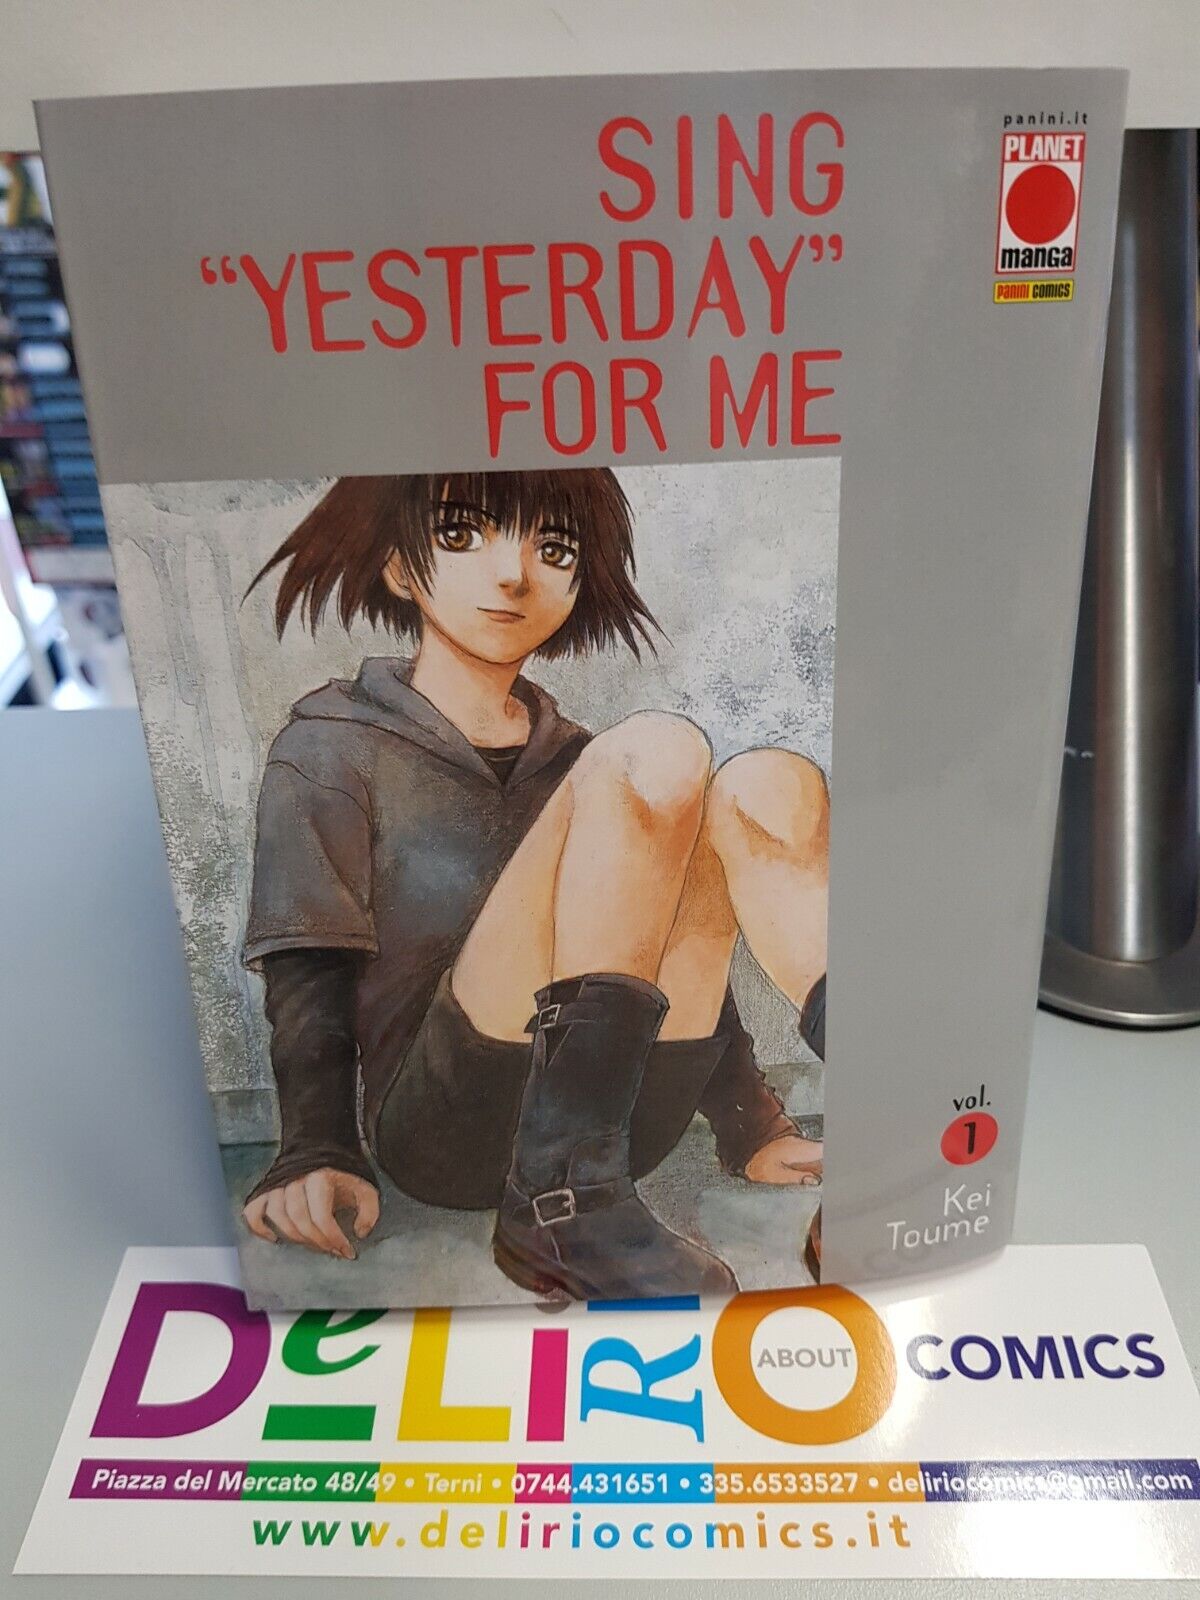 panini.it
PLANET
manga
PANINI COMICS
SING
“YESTERDAY”
FOR ME
vol.
1
Kei
Toume
DeLiRiO
ABOUT
COMICS
Piazza del Mercato 48/49 • Terni • 0744.431651 • 335.6533527 • deliriocomics@gmail.com
www.deliriocomics.it